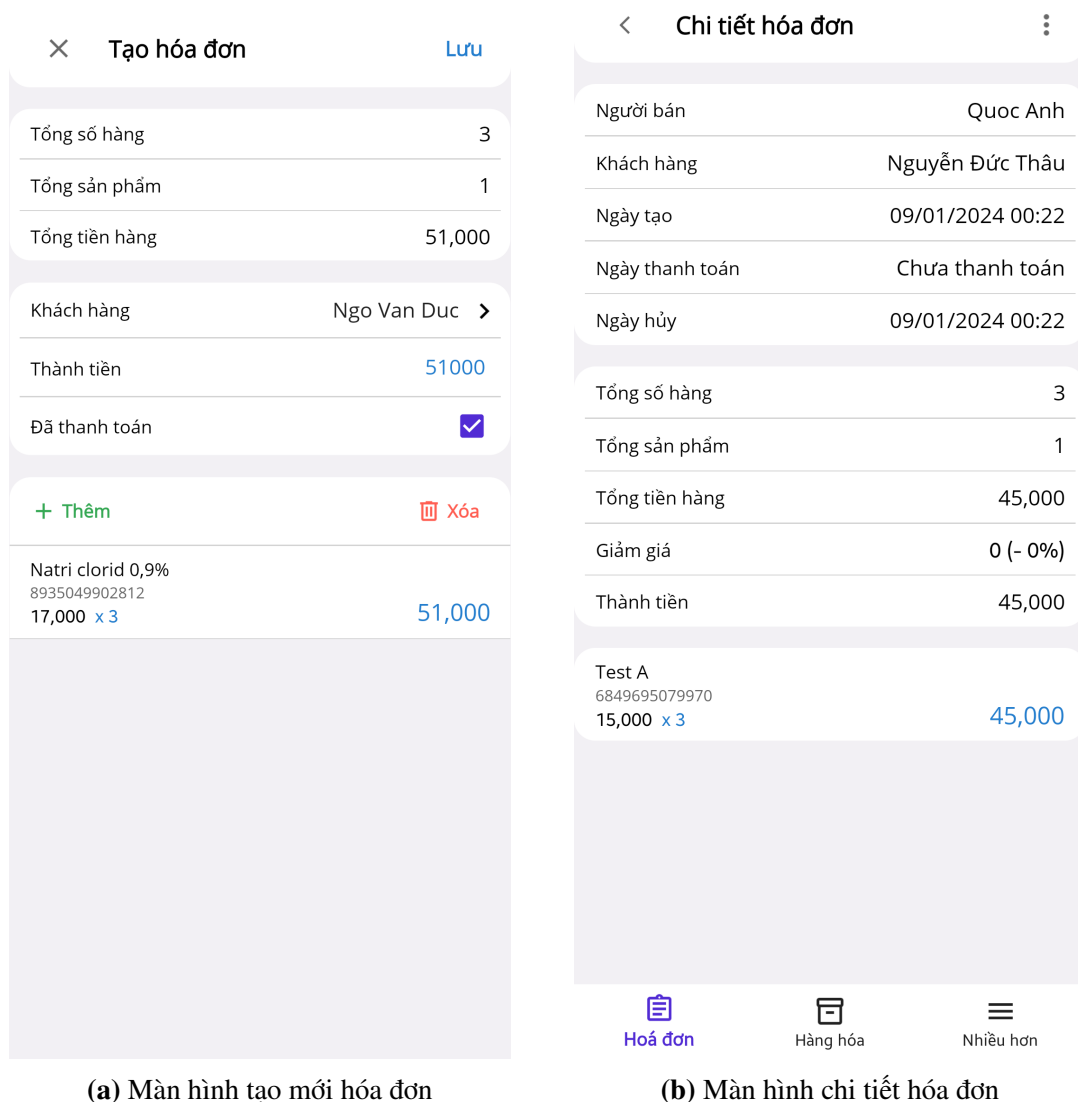 Tạo hóa đơn Lưu
Tổng số hàng 3
Tổng sản phẩm 1
Tổng tiền hàng 51,000
Khách hàng Ngo Van Duc
Thành tiền 51000
Đã thanh toán
+ Thêm Xóa
Natri clorid 0,9%
8935049902812
17,000 x 3 51,000
(a) Màn hình tạo mới hóa đơn
Chi tiết hóa đơn
Người bán Quoc Anh
Khách hàng Nguyễn Đức Thâu
Ngày tạo 09/01/2024 00:22
Ngày thanh toán Chưa thanh toán
Ngày hủy 09/01/2024 00:22
Tổng số hàng 3
Tổng sản phẩm 1
Tổng tiền hàng 45,000
Giảm giá 0 (- 0%)
Thành tiền 45,000
Test A
6849695079970
15,000 x 3 45,000
Hoá đơn Hàng hóa Nhiều hơn
(b) Màn hình chi tiết hóa đơn